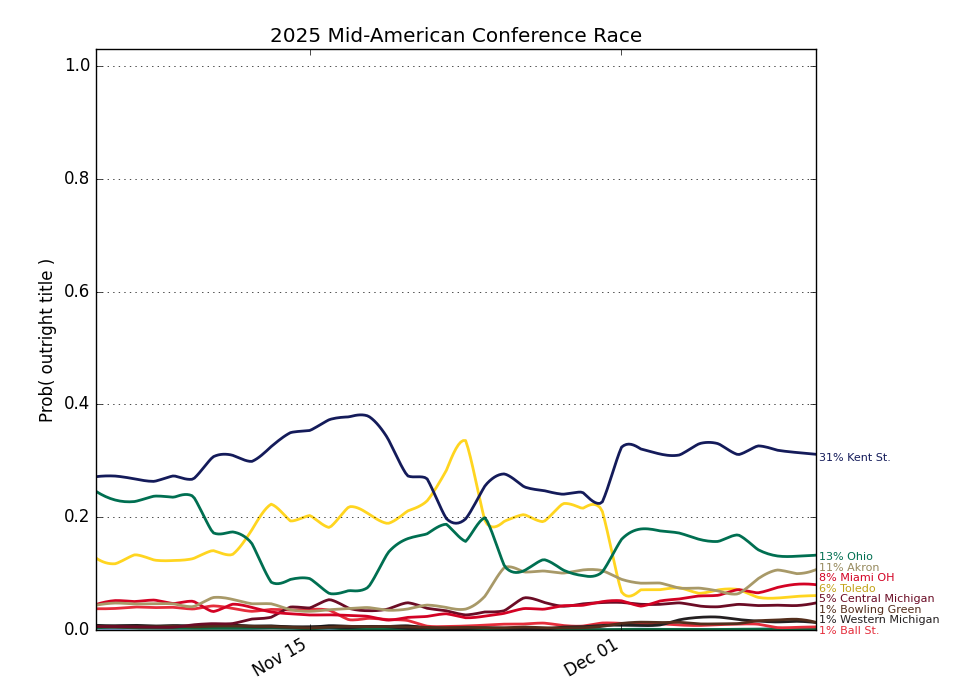 2025 Mid-American Conference Race
Prob( outright title )
1.0
0.8
0.6
0.4
0.2
0.0
Nov 15
Dec 01
31% Kent St.
13% Ohio
11% Akron
8% Miami OH
6% Toledo
5% Central Michigan
1% Bowling Green
1% Western Michigan
1% Ball St.